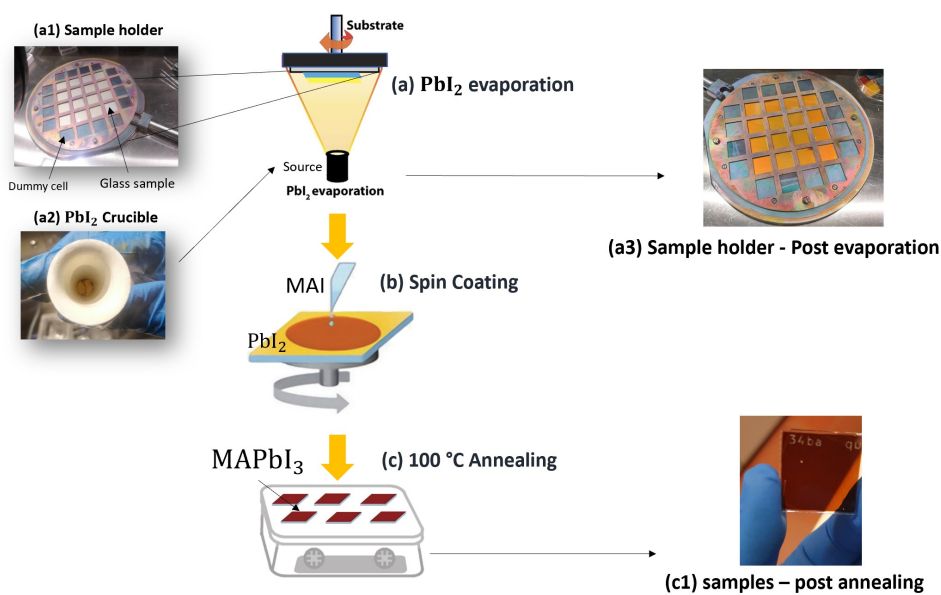 (a1) Sample holder
Dummy cell
Glass sample
(a2) PbI₂ Crucible
Substrate
(a) PbI₂ evaporation
Source
PbI₂ evaporation
(a3) Sample holder - Post evaporation
MAI
(b) Spin Coating
PbI₂
MAPbI₃
(c) 100 °C Annealing
34ba
(c1) samples – post annealing